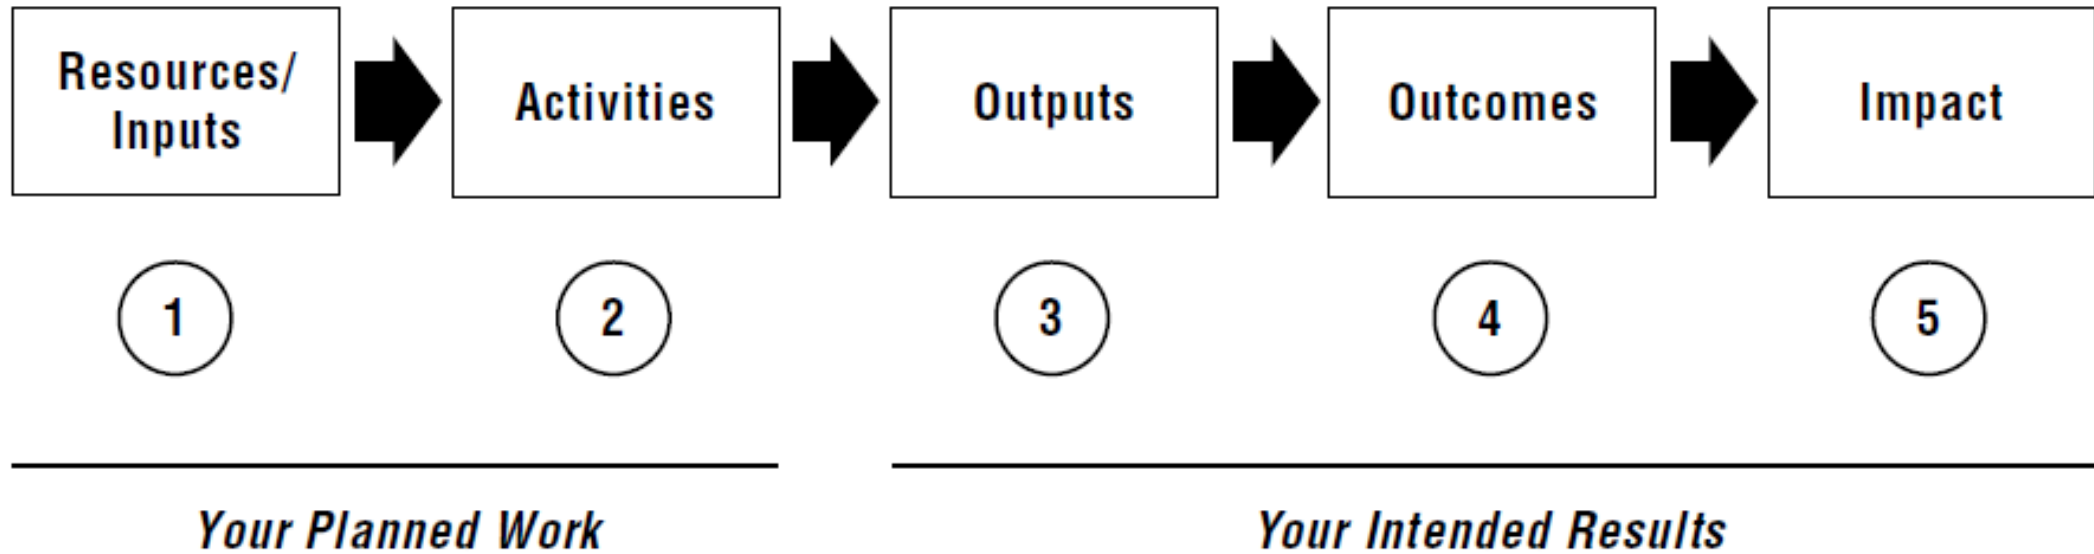 Resources/
Inputs
Activities
Outputs
Outcomes
Impact
1
2
3
4
5
Your Planned Work
Your Intended Results